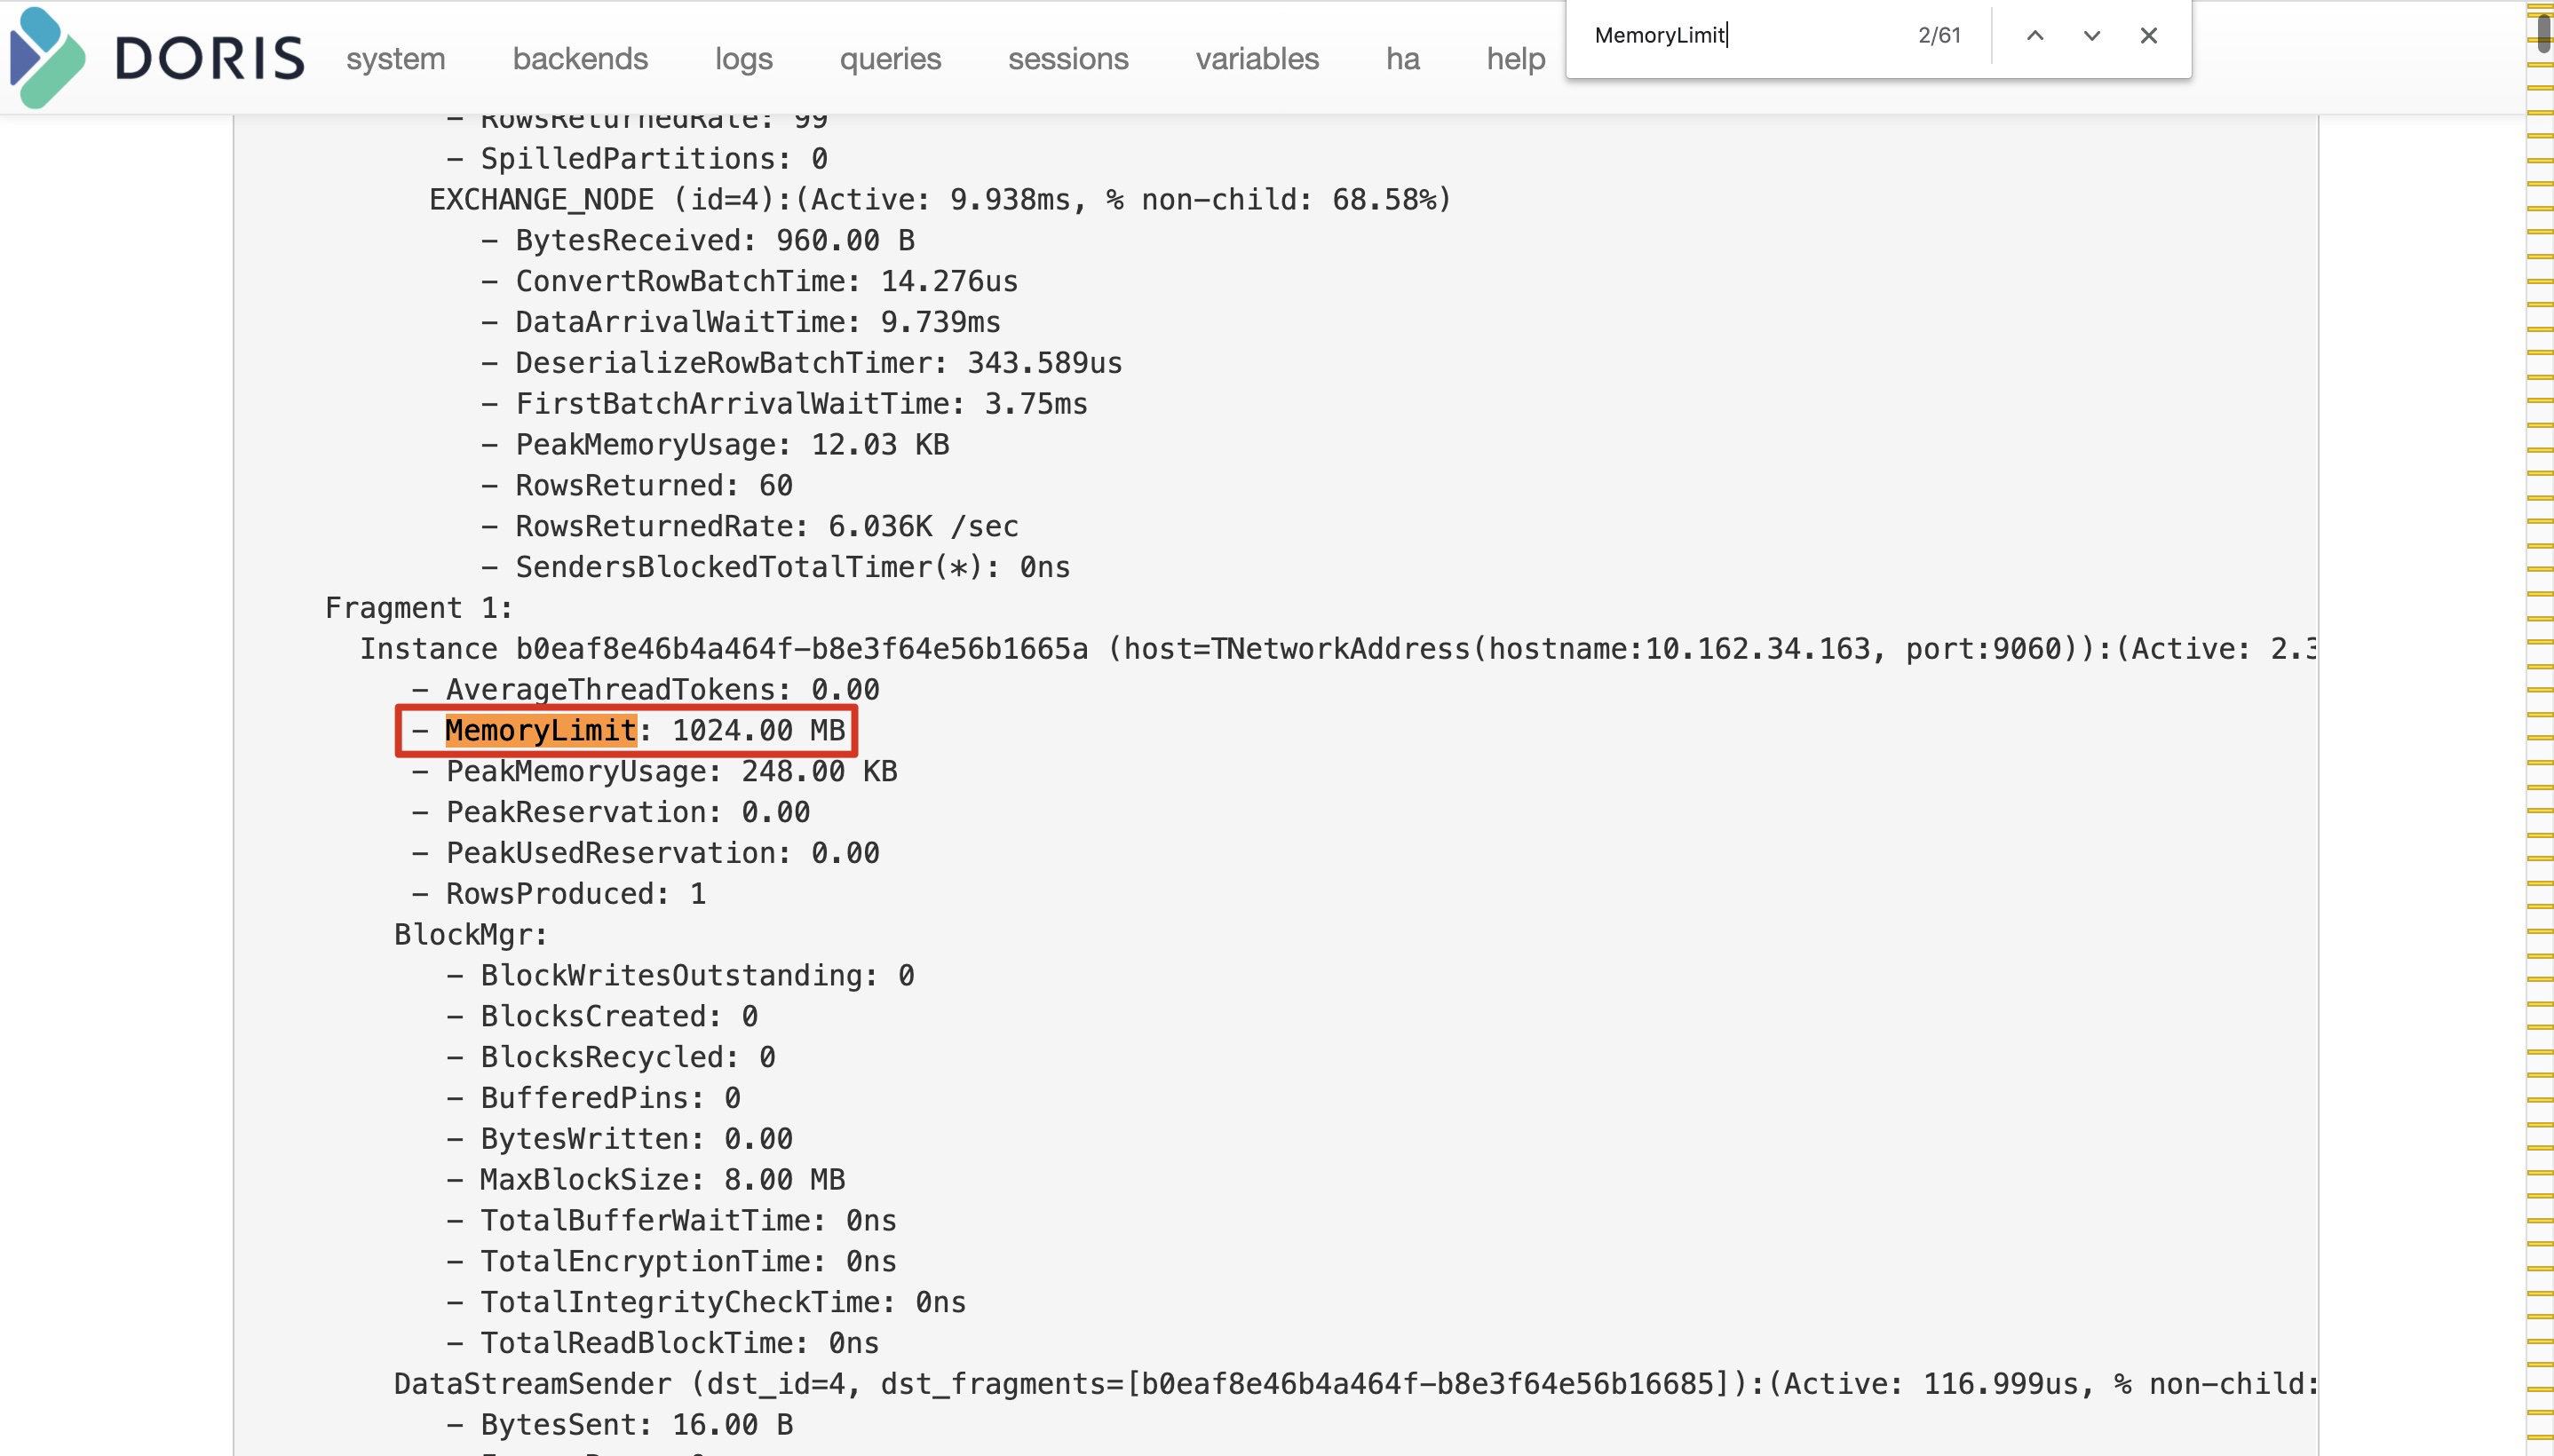 DORIS system backends logs queries sessions variables ha help
MemoryLimit 2/61
– RowsReturnedRate: 99
– SpilledPartitions: 0
EXCHANGE_NODE (id=4):(Active: 9.938ms, % non-child: 68.58%)
– BytesReceived: 960.00 B
– ConvertRowBatchTime: 14.276us
– DataArrivalWaitTime: 9.739ms
– DeserializeRowBatchTimer: 343.589us
– FirstBatchArrivalWaitTime: 3.75ms
– PeakMemoryUsage: 12.03 KB
– RowsReturned: 60
– RowsReturnedRate: 6.036K /sec
– SendersBlockedTotalTimer(*): 0ns
Fragment 1:
Instance b0eaf8e46b4a464f-b8e3f64e56b1665a (host=TNetworkAddress(hostname:10.162.34.163, port:9060)):(Active: 2.3
– AverageThreadTokens: 0.00
– MemoryLimit: 1024.00 MB
– PeakMemoryUsage: 248.00 KB
– PeakReservation: 0.00
– PeakUsedReservation: 0.00
– RowsProduced: 1
BlockMgr:
– BlockWritesOutstanding: 0
– BlocksCreated: 0
– BlocksRecycled: 0
– BufferedPins: 0
– BytesWritten: 0.00
– MaxBlockSize: 8.00 MB
– TotalBufferWaitTime: 0ns
– TotalEncryptionTime: 0ns
– TotalIntegrityCheckTime: 0ns
– TotalReadBlockTime: 0ns
DataStreamSender (dst_id=4, dst_fragments=[b0eaf8e46b4a464f-b8e3f64e56b16685]):(Active: 116.999us, % non-child:
– BytesSent: 16.00 B